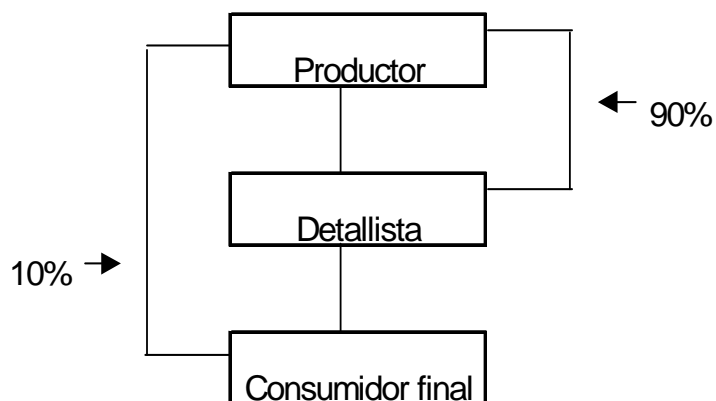 Productor
90%
Detallista
10%
Consumidor final